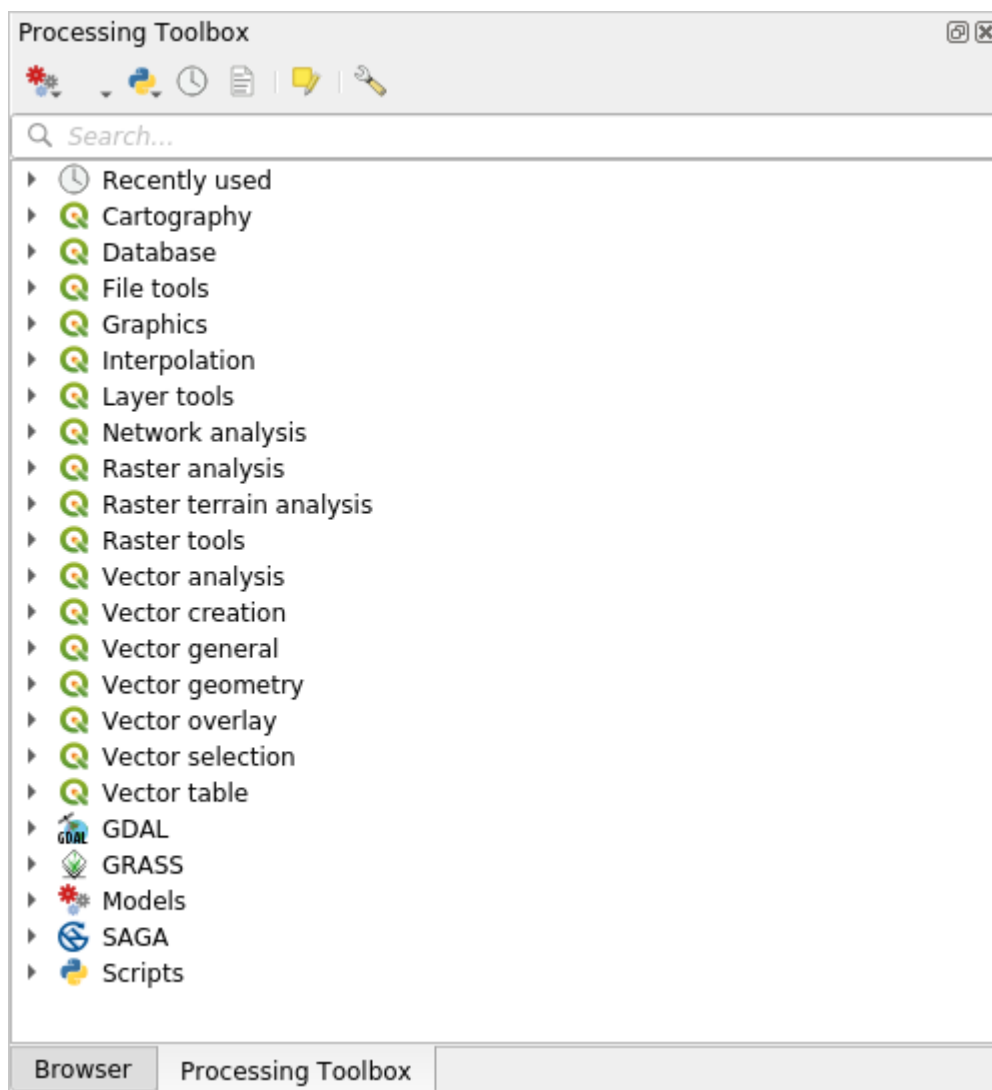 Processing Toolbox
Search...
Recently used
Cartography
Database
File tools
Graphics
Interpolation
Layer tools
Network analysis
Raster analysis
Raster terrain analysis
Raster tools
Vector analysis
Vector creation
Vector general
Vector geometry
Vector overlay
Vector selection
Vector table
GDAL GDAL
GRASS
Models
SAGA
Scripts
Browser Processing Toolbox